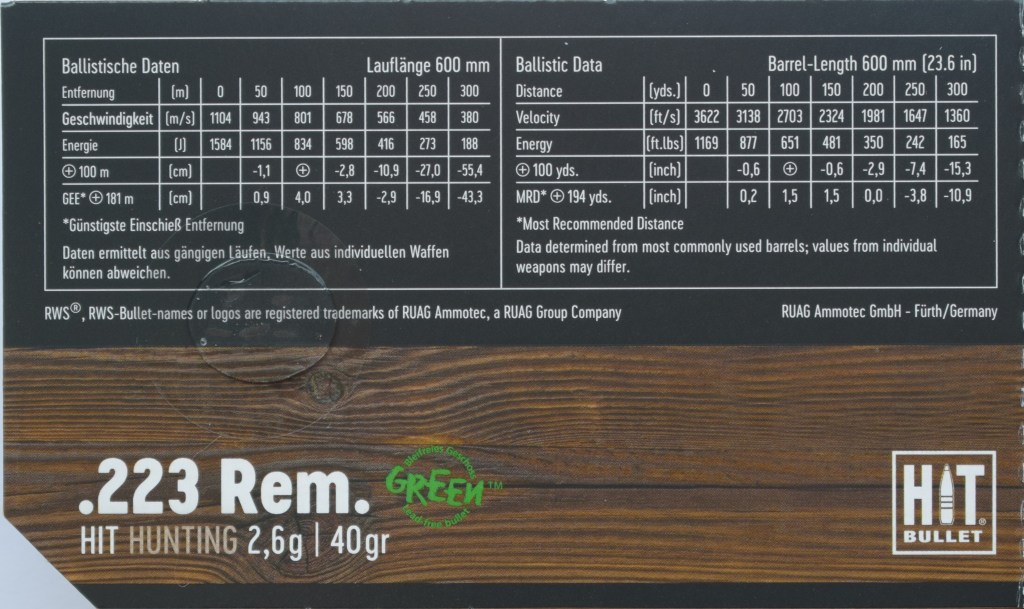 Ballistische Daten Lauflänge 600 mm
Entfernung (m) 0 50 100 150 200 250 300
Geschwindigkeit (m/s) 1104 943 801 678 566 458 380
Energie (J) 1584 1156 834 598 416 273 188
⊕ 100 m (cm) -1,1 ⊕ -2,8 -10,9 -27,0 -55,4
GEE* ⊕ 181 m (cm) 0,9 4,0 3,3 -2,9 -16,9 -43,3
*Günstigste Einschieß Entfernung
Daten ermittelt aus gängigen Läufen, Werte aus individuellen Waffen
können abweichen.
Ballistic Data Barrel-Length 600 mm (23.6 in)
Distance (yds.) 0 50 100 150 200 250 300
Velocity (ft/s) 3622 3138 2703 2324 1981 1647 1360
Energy (ft.lbs) 1169 877 651 481 350 242 165
⊕ 100 yds. (inch) -0,6 ⊕ -0,6 -2,9 -7,4 -15,3
MRD* ⊕ 194 yds. (inch) 0,2 1,5 1,5 0,0 -3,8 -10,9
*Most Recommended Distance
Data determined from most commonly used barrels; values from individual
weapons may differ.
RWS®, RWS-Bullet-names or logos are registered trademarks of RUAG Ammotec, a RUAG Group Company
RUAG Ammotec GmbH - Fürth/Germany
.223 Rem.
HIT HUNTING 2,6g | 40gr
Bleifreies Geschoss
GREEN™
Lead-free bullet
HIT®
BULLET